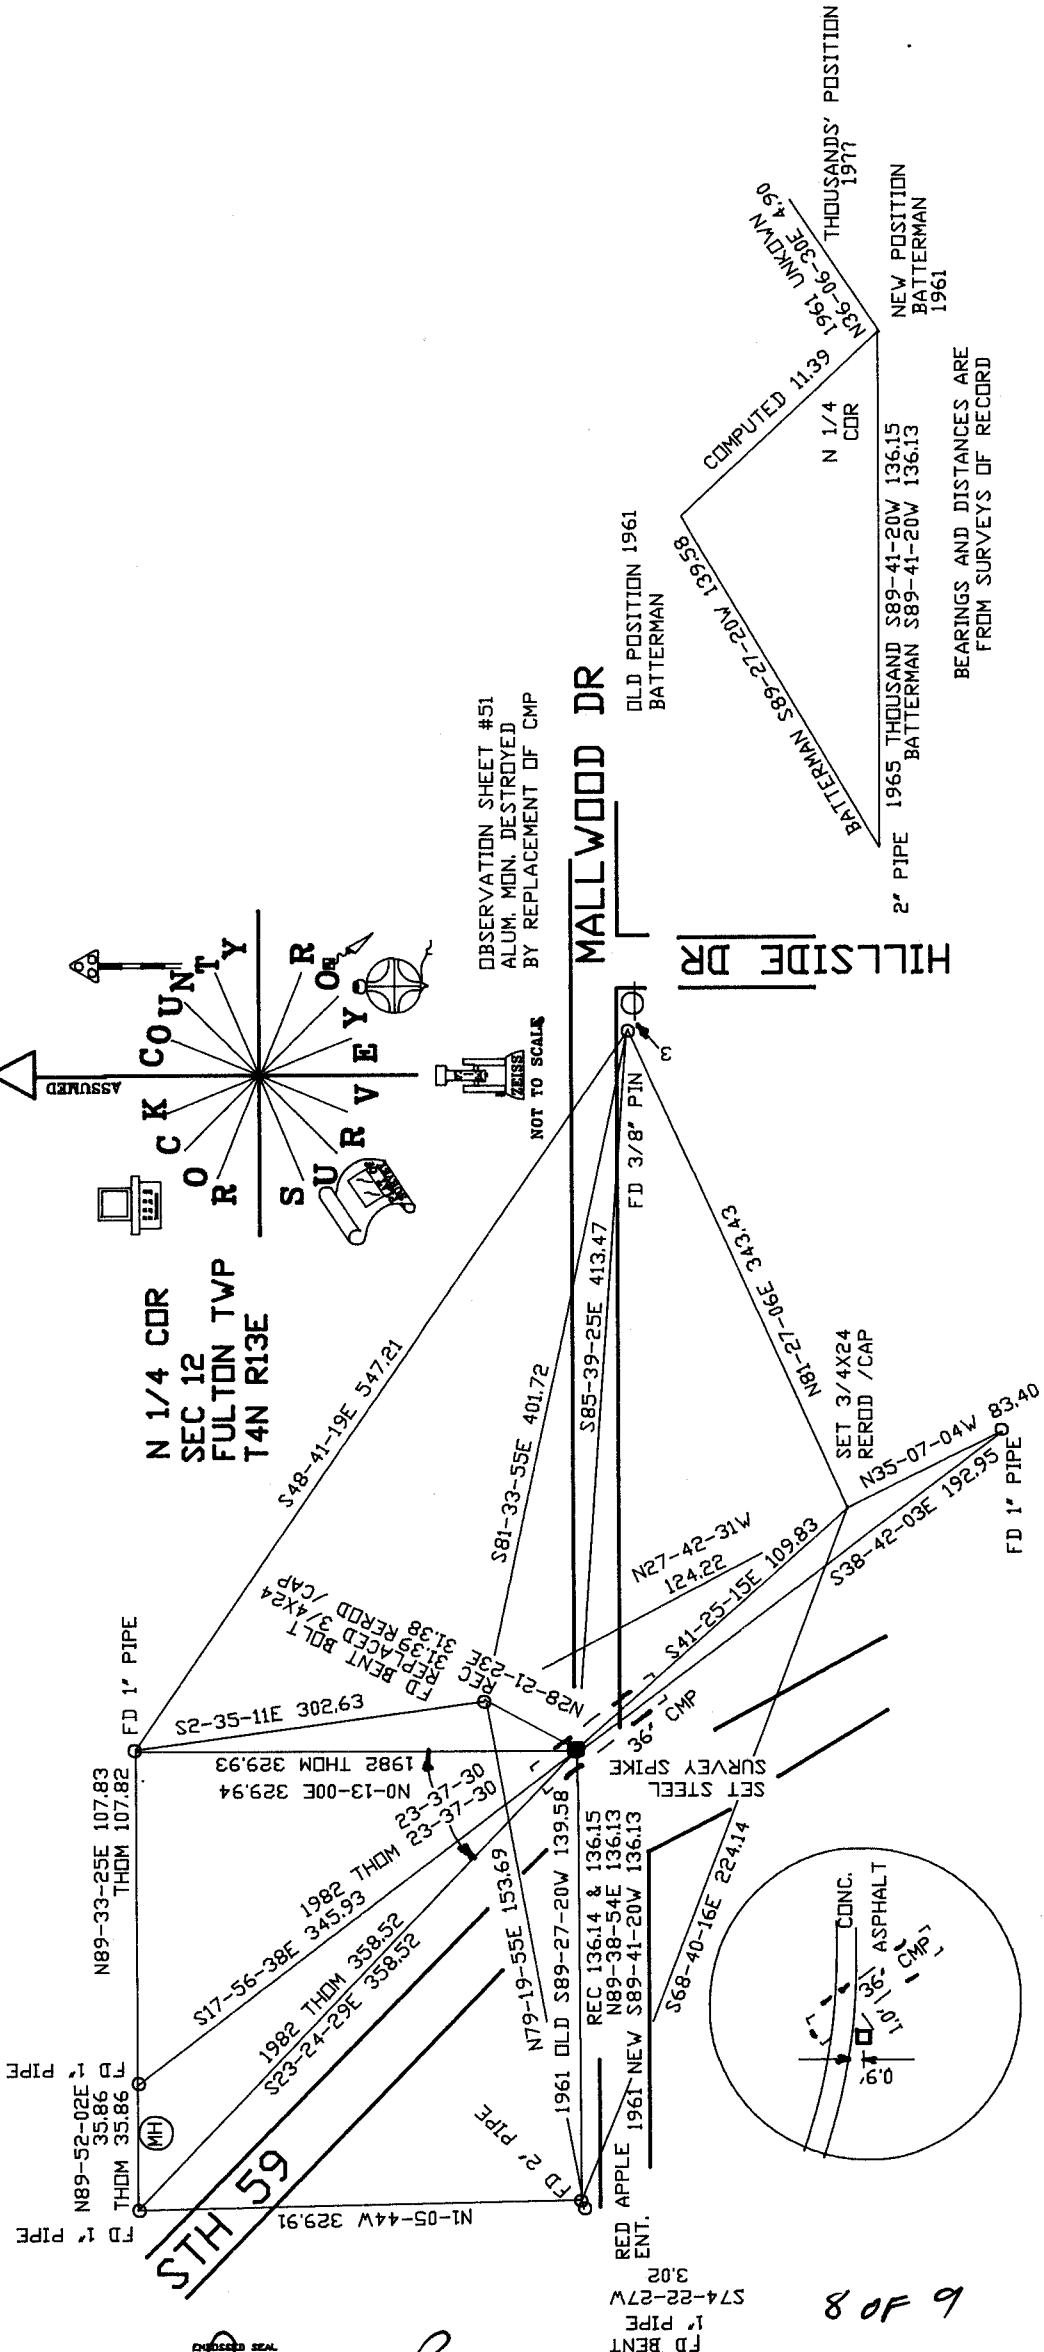 N 1/4 COR
SEC 12
FULTON TWP
T4N R13E
ASSUMED
ROCK COUNTY
SURVEYOR
ZEISS
NOT TO SCALE
OBSERVATION SHEET #51
ALUM. MON. DESTROYED
BY REPLACEMENT OF CMP
MALLWOOD DR
HILLSIDE DR
STH 59
FD 1" PIPE
N89-52-02E
35.86
THOM 35.86
MH
FD 1" PIPE
N89-33-25E 107.83
THOM 107.82
FD 1" PIPE
S48-41-19E 547.21
S2-35-11E 302.63
1982 THOM 329.93
N0-13-00E 329.94
23-37-30
23-37-30
1982 THOM
S17-56-38E 345.93
1982 THOM 358.52
S23-24-29E 358.52
N1-05-44W 329.91
FD 2" PIPE
N79-19-55E 153.69
FD BENT BOLT
REPLACED 3/4X24
31.39 REROD /CAP
REC 31.38
N28-21-23E
S81-33-55E 401.72
S85-39-25E 413.47
FD 3/8" PIN
3
1961 OLD S89-27-20W 139.58
REC 136.14 & 136.15
N89-38-54E 136.13
1961 NEW S89-41-20W 136.13
RED APPLE
ENT.
FD BENT
1" PIPE
S74-22-27W
3.02
SET STEEL
SURVEY SPIKE
36" CMP
N27-42-31W
124.22
S41-25-15E 109.83
S38-42-03E 192.95
N35-07-04W 83.40
FD 1" PIPE
SET 3/4X24
REROD /CAP
N81-27-06E 343.43
S68-40-16E 224.14
CONC.
ASPHALT
36" CMP
1.0'
0.9'
OLD POSITION 1961
BATTERMAN
BATTERMAN S89-27-20W 139.58
COMPUTED 11.39
N 1/4
COR
1961 UNKOWN
N36-06-30E 4.90
THOUSANDS' POSITION
1977
NEW POSITION
BATTERMAN
1961
2" PIPE
1965 THOUSAND S89-41-20W 136.15
BATTERMAN S89-41-20W 136.13
BEARINGS AND DISTANCES ARE
FROM SURVEYS OF RECORD
8 OF 9
EMBOSSED SEAL